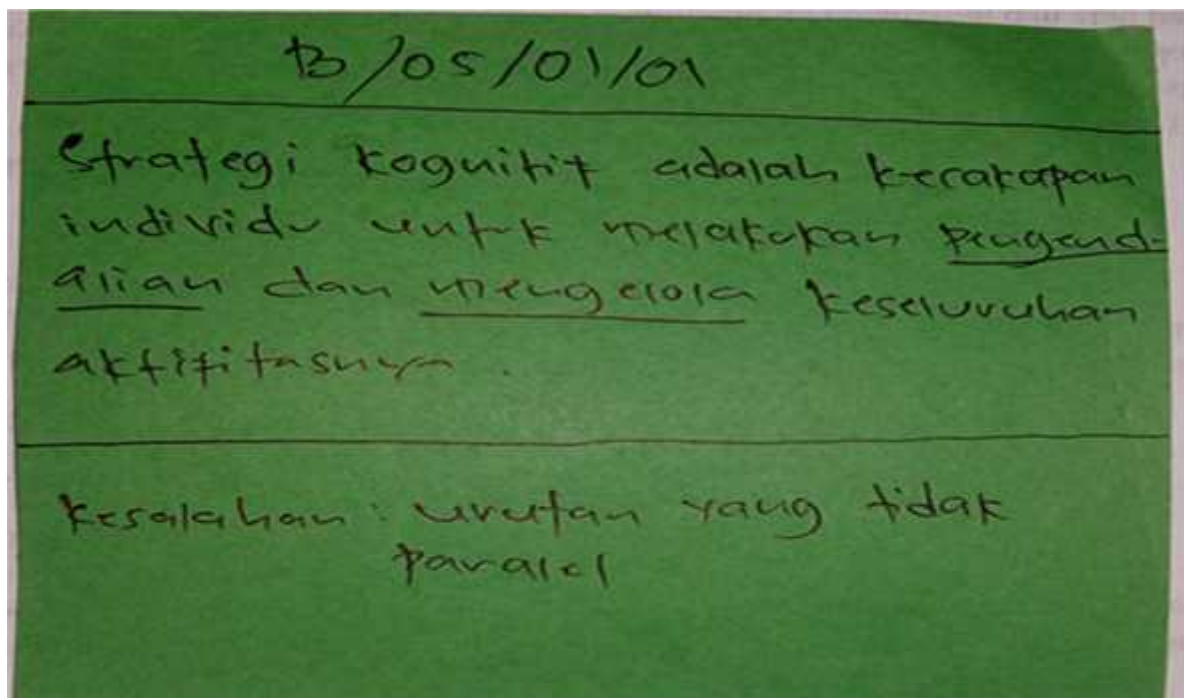 B/05/01/01
Strategi kognitif adalah kecakapan
individu untuk melakukan pengend-
alian dan mengelola keseluruhan
aktifitasnya.
kesalahan: urutan yang tidak
paralel